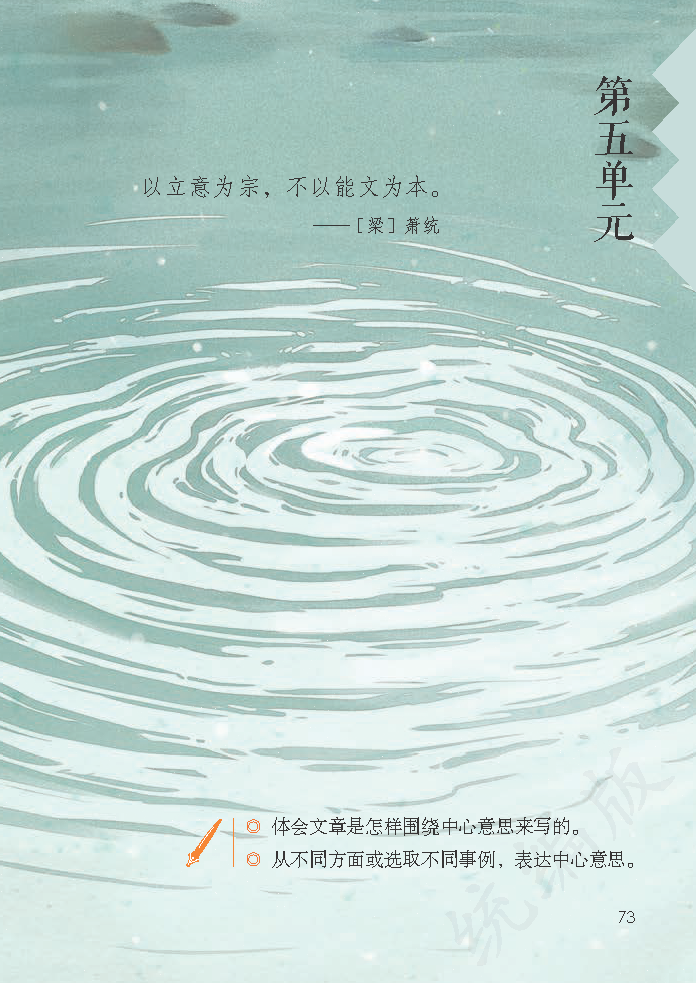 第五单元
以立意为宗，不以能文为本。
——［梁］萧统
◎ 体会文章是怎样围绕中心意思来写的。
◎ 从不同方面或选取不同事例，表达中心意思。
73
统编版